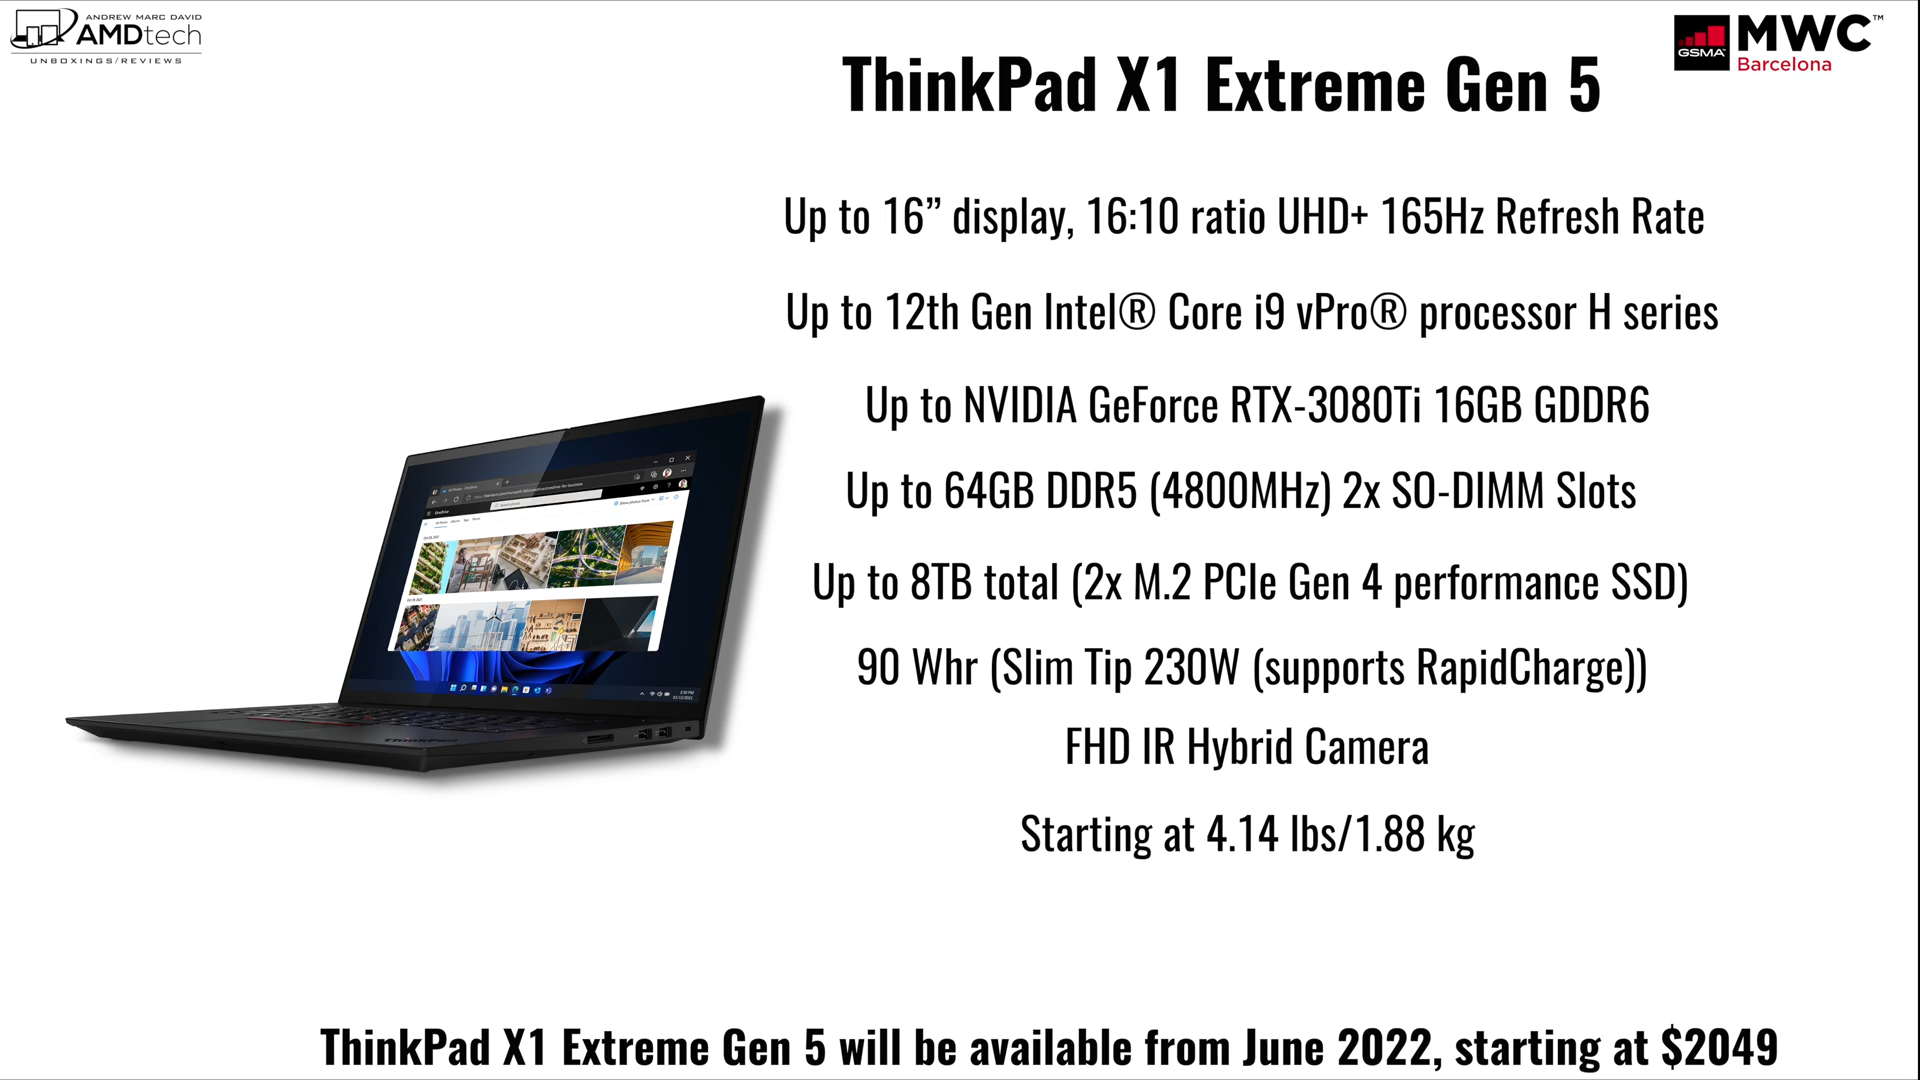 ANDREW MARC DAVID
AMDtech
UNBOXINGS/REVIEWS
GSMA
MWC™
Barcelona
ThinkPad X1 Extreme Gen 5
Up to 16” display, 16:10 ratio UHD+ 165Hz Refresh Rate
Up to 12th Gen Intel® Core i9 vPro® processor H series
Up to NVIDIA GeForce RTX-3080Ti 16GB GDDR6
Up to 64GB DDR5 (4800MHz) 2x SO-DIMM Slots
Up to 8TB total (2x M.2 PCIe Gen 4 performance SSD)
90 Whr (Slim Tip 230W (supports RapidCharge))
FHD IR Hybrid Camera
Starting at 4.14 lbs/1.88 kg
OneDrive
ThinkPad
ThinkPad X1 Extreme Gen 5 will be available from June 2022, starting at $2049